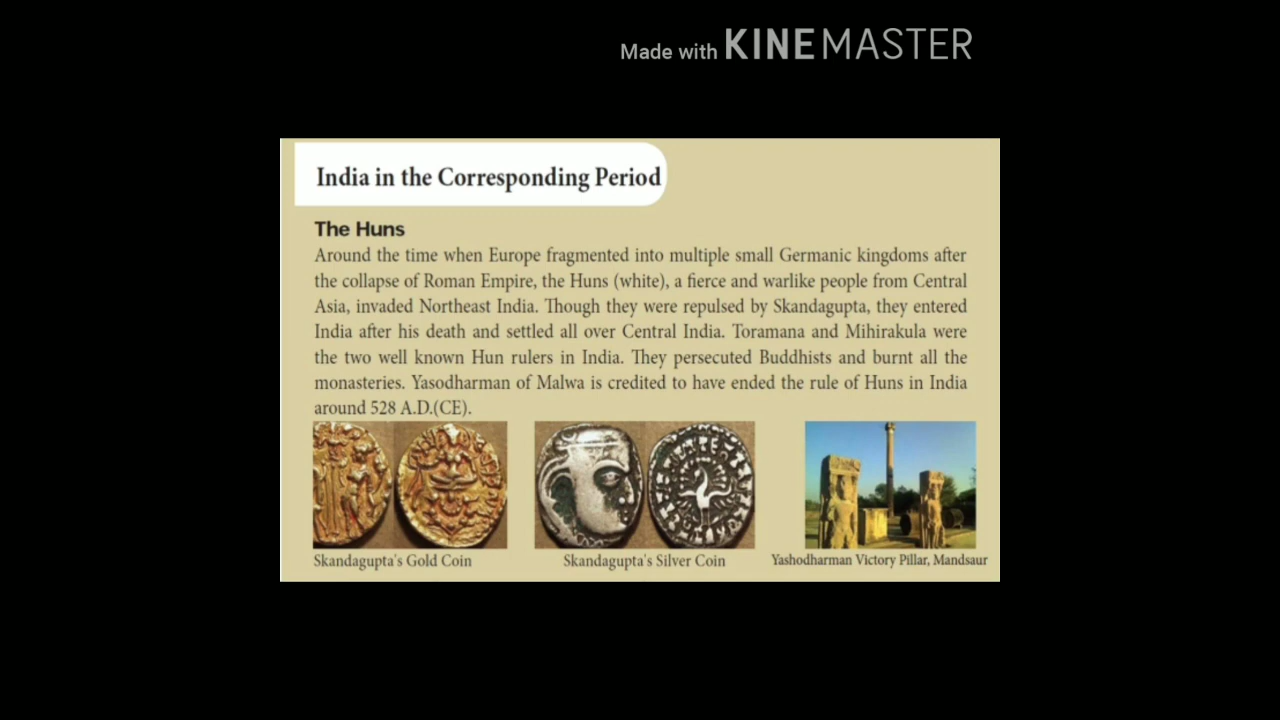 Made with KINEMASTER
India in the Corresponding Period
The Huns
Around the time when Europe fragmented into multiple small Germanic kingdoms after
the collapse of Roman Empire, the Huns (white), a fierce and warlike people from Central
Asia, invaded Northeast India. Though they were repulsed by Skandagupta, they entered
India after his death and settled all over Central India. Toramana and Mihirakula were
the two well known Hun rulers in India. They persecuted Buddhists and burnt all the
monasteries. Yasodharman of Malwa is credited to have ended the rule of Huns in India
around 528 A.D.(CE).
Skandagupta's Gold Coin
Skandagupta's Silver Coin
Yashodharman Victory Pillar, Mandsaur